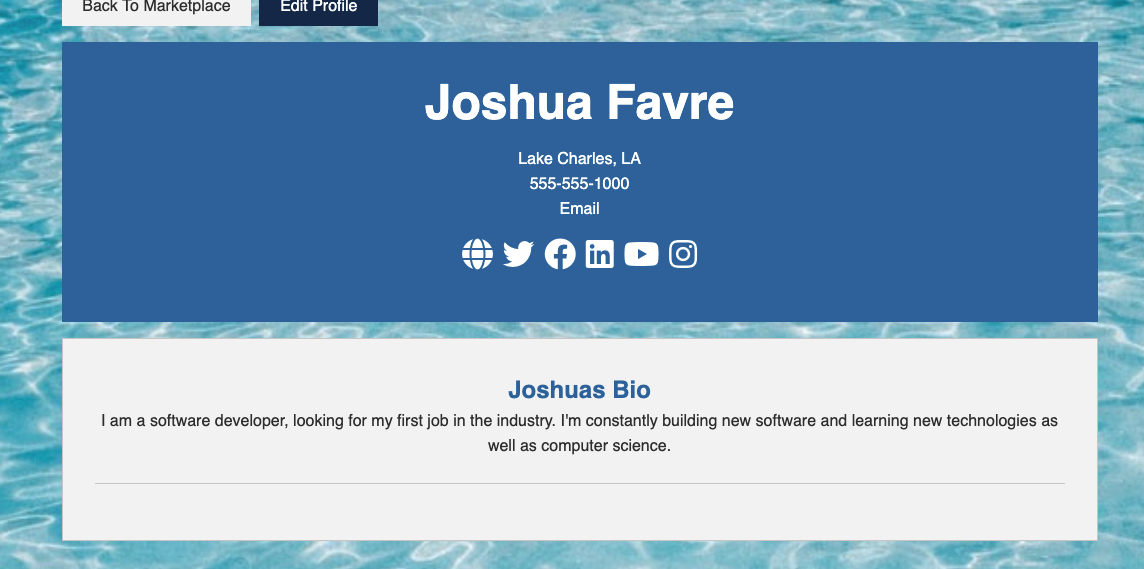 Back To Marketplace Edit Profile
Joshua Favre
Lake Charles, LA
555-555-1000
Email
Joshuas Bio
I am a software developer, looking for my first job in the industry. I'm constantly building new software and learning new technologies as
well as computer science.